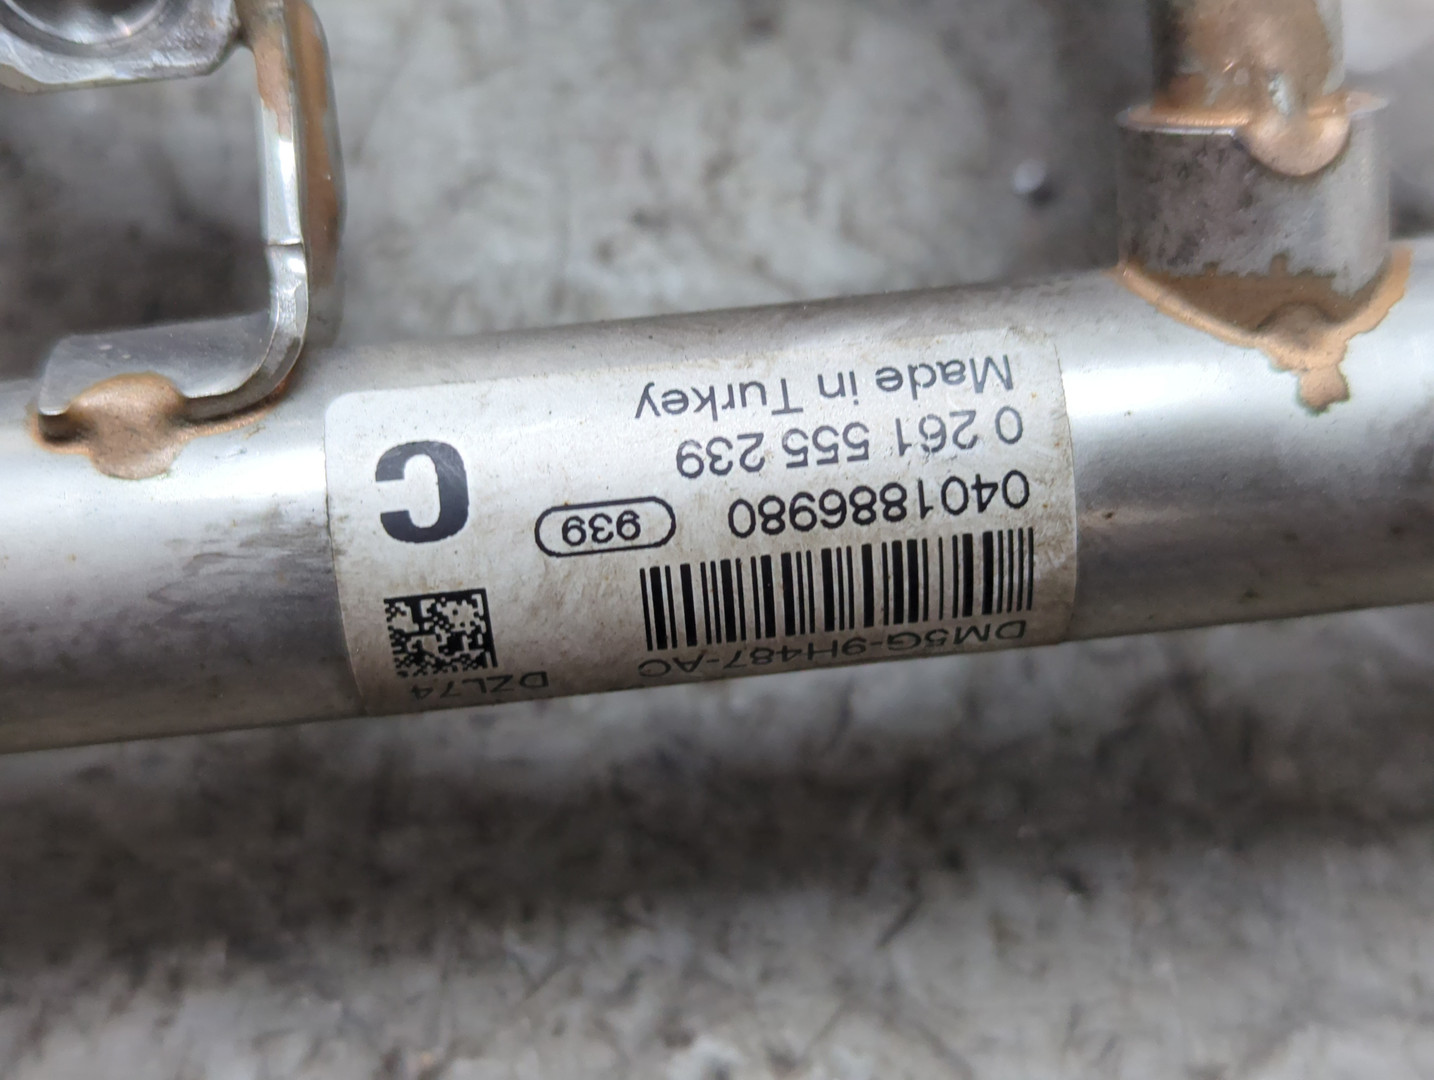 DM5G-9H487-AC
DZL74
0401886980
939
0 261 555 239
C
Made in Turkey